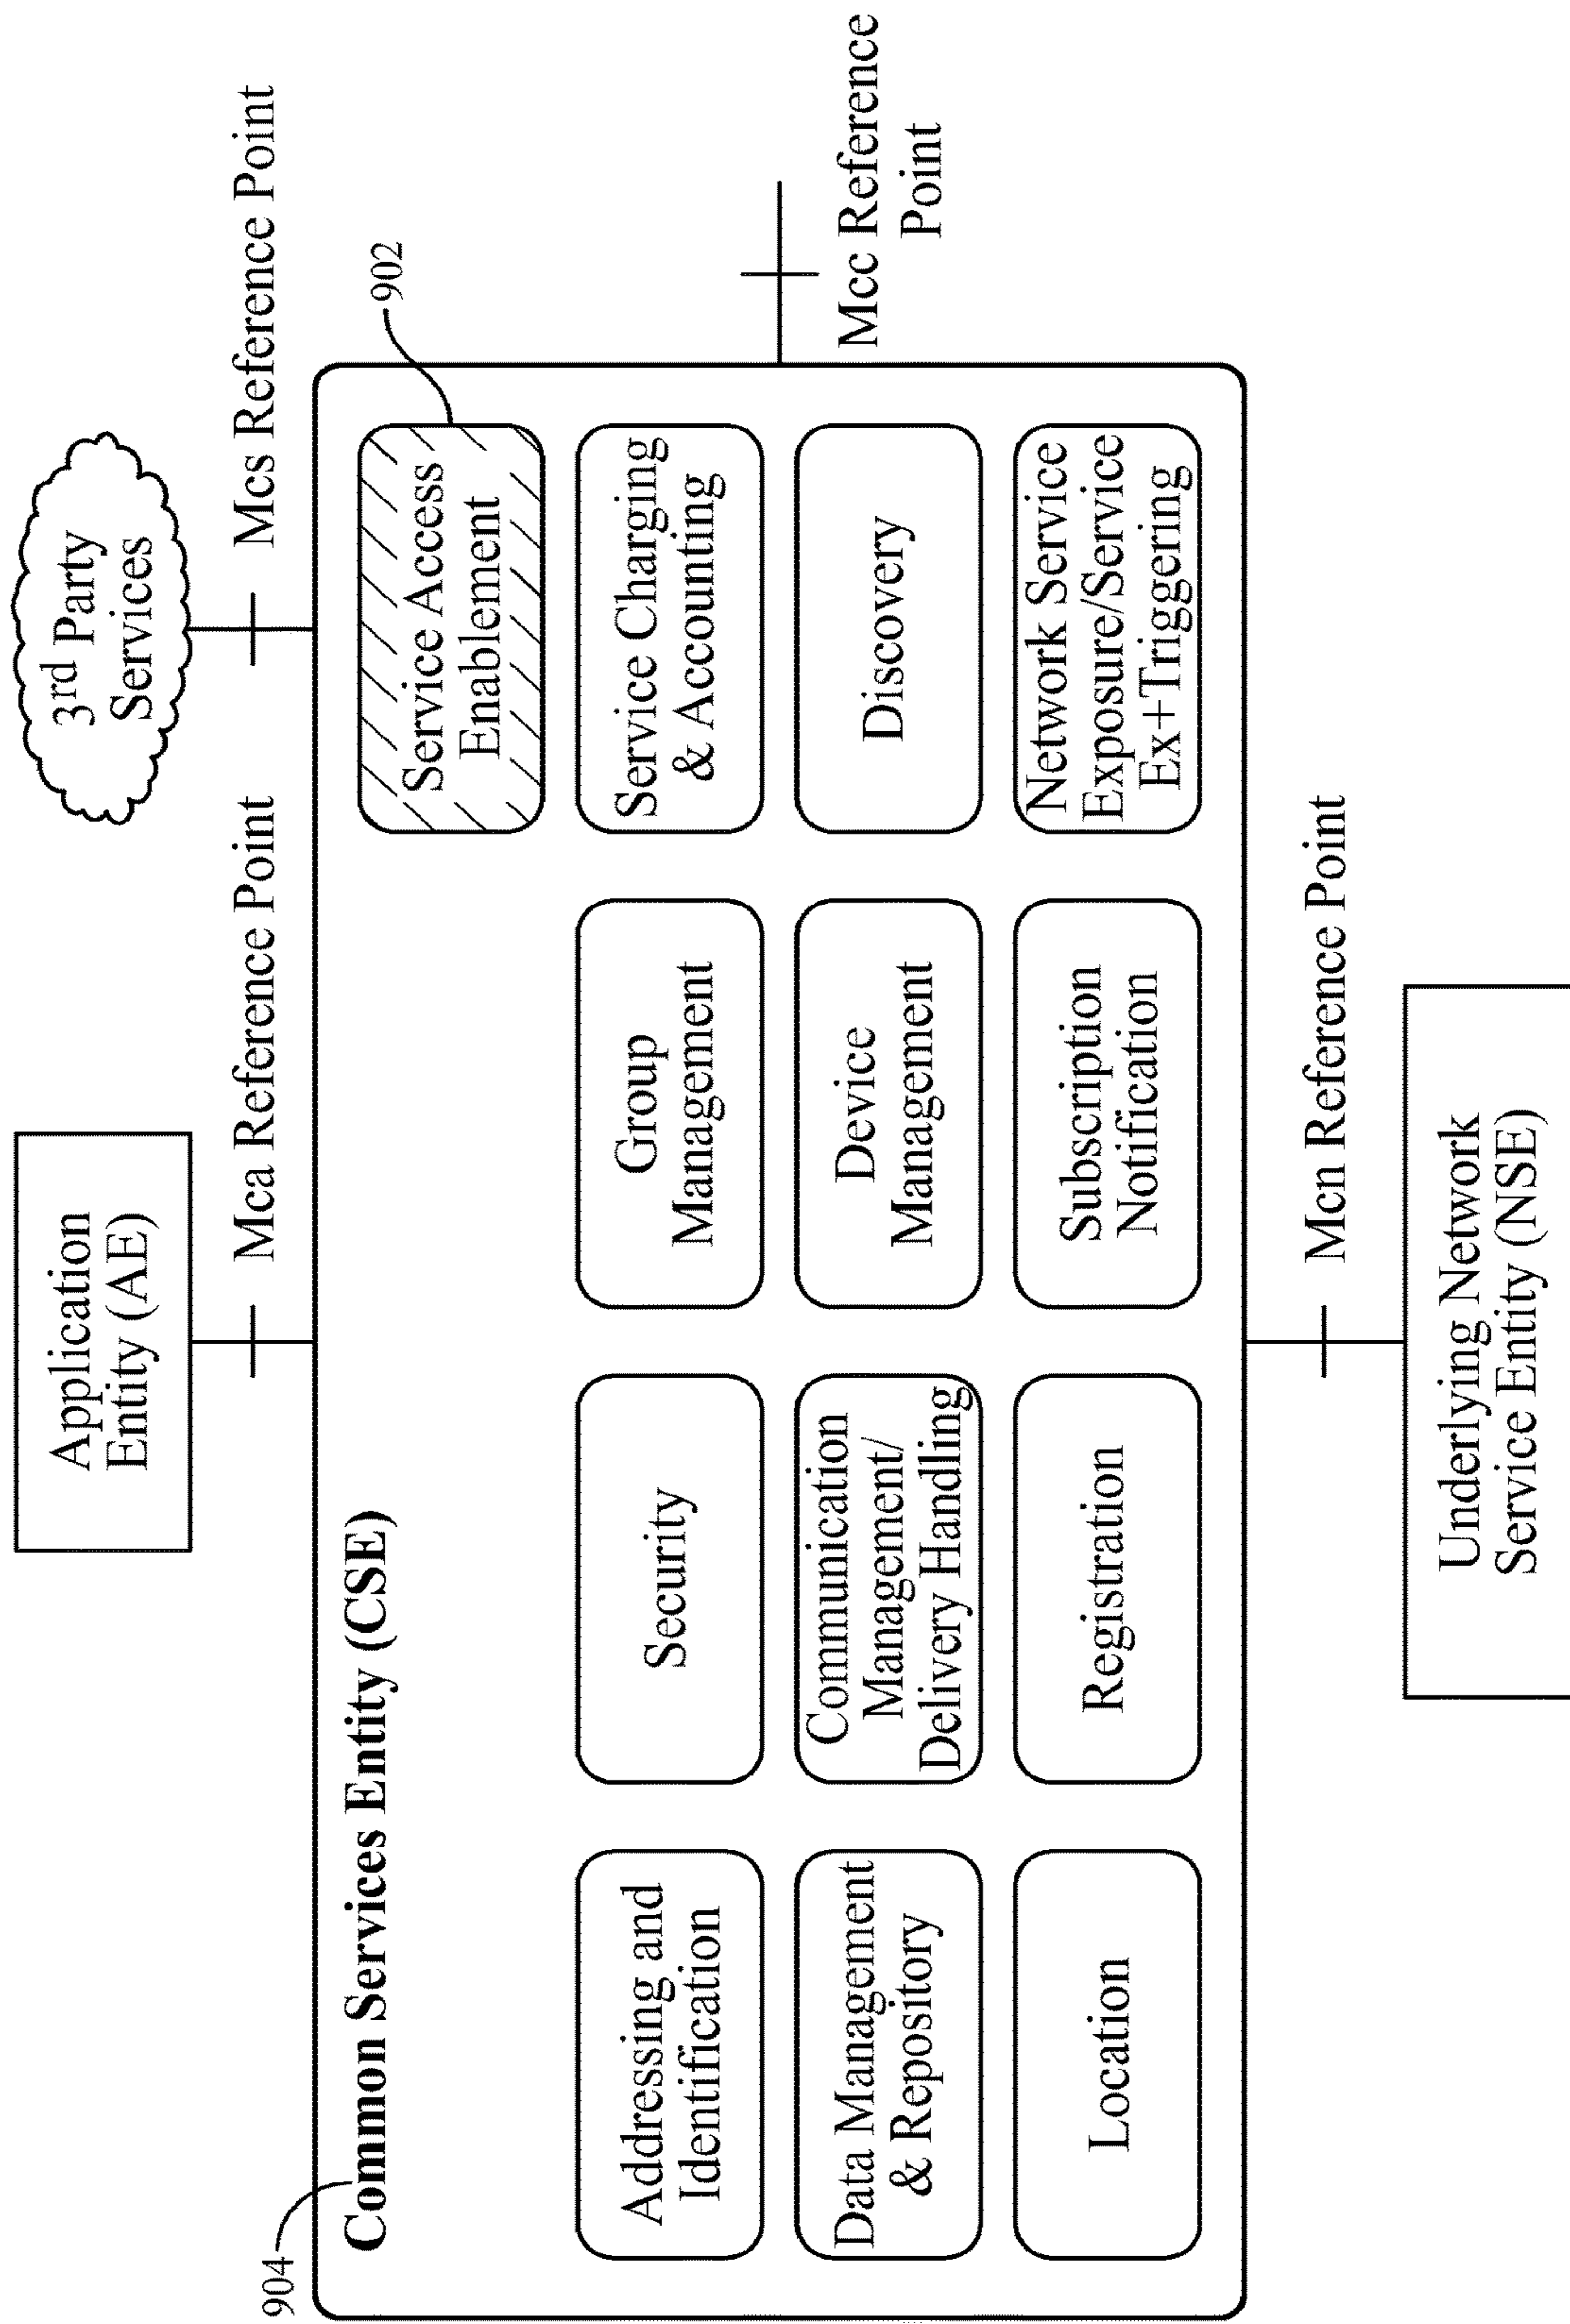 Application
Entity (AE)
3rd Party
Services
Mca Reference Point
Mcs Reference Point
904
Common Services Entity (CSE)
902
Service Access
Enablement
Addressing and
Identification
Security
Group
Management
Service Charging
& Accounting
Data Management
& Repository
Communication
Management/
Delivery Handling
Device
Management
Discovery
Location
Registration
Subscription
Notification
Network Service
Exposure/Service
Ex+Triggering
Mcc Reference
Point
Mcn Reference Point
Underlying Network
Service Entity (NSE)